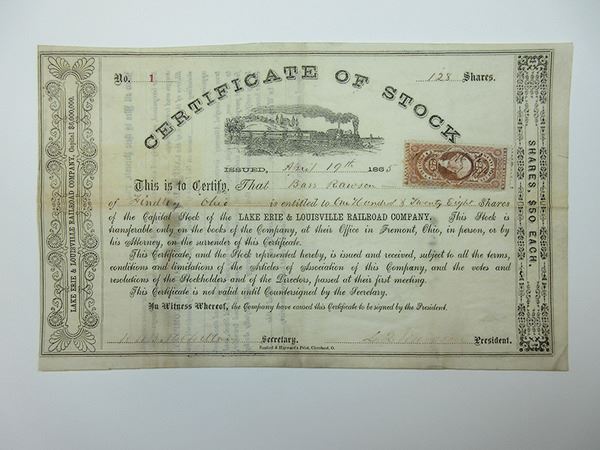 No. 1
128 Shares.
CERTIFICATE OF STOCK
ISSUED, April 19th 1865
This is to Certify, That Bass Rawson
of Findley Ohio is entitled to One Hundred & Twenty Eight Shares
of the Capital Stock of the LAKE ERIE & LOUISVILLE RAILROAD COMPANY. This Stock is
transferable only on the books of the Company, at their Office in Fremont, Ohio, in person, or by
his Attorney, on the surrender of this Certificate.
This Certificate, and the Stock represented hereby, is issued and received, subject to all the terms,
conditions and limitations of the Articles of Association of this Company, and the votes and
resolutions of the Stockholders and of the Directors, passed at their first meeting.
This Certificate is not valid until Countersigned by the Secretary.
In Witness Whereof, the Company have caused this Certificate to be signed by the President.
Secretary.
President.
Sanford & Hayward's Print, Cleveland, O.
LAKE ERIE & LOUISVILLE RAILROAD COMPANY,
SHARES, $50 EACH